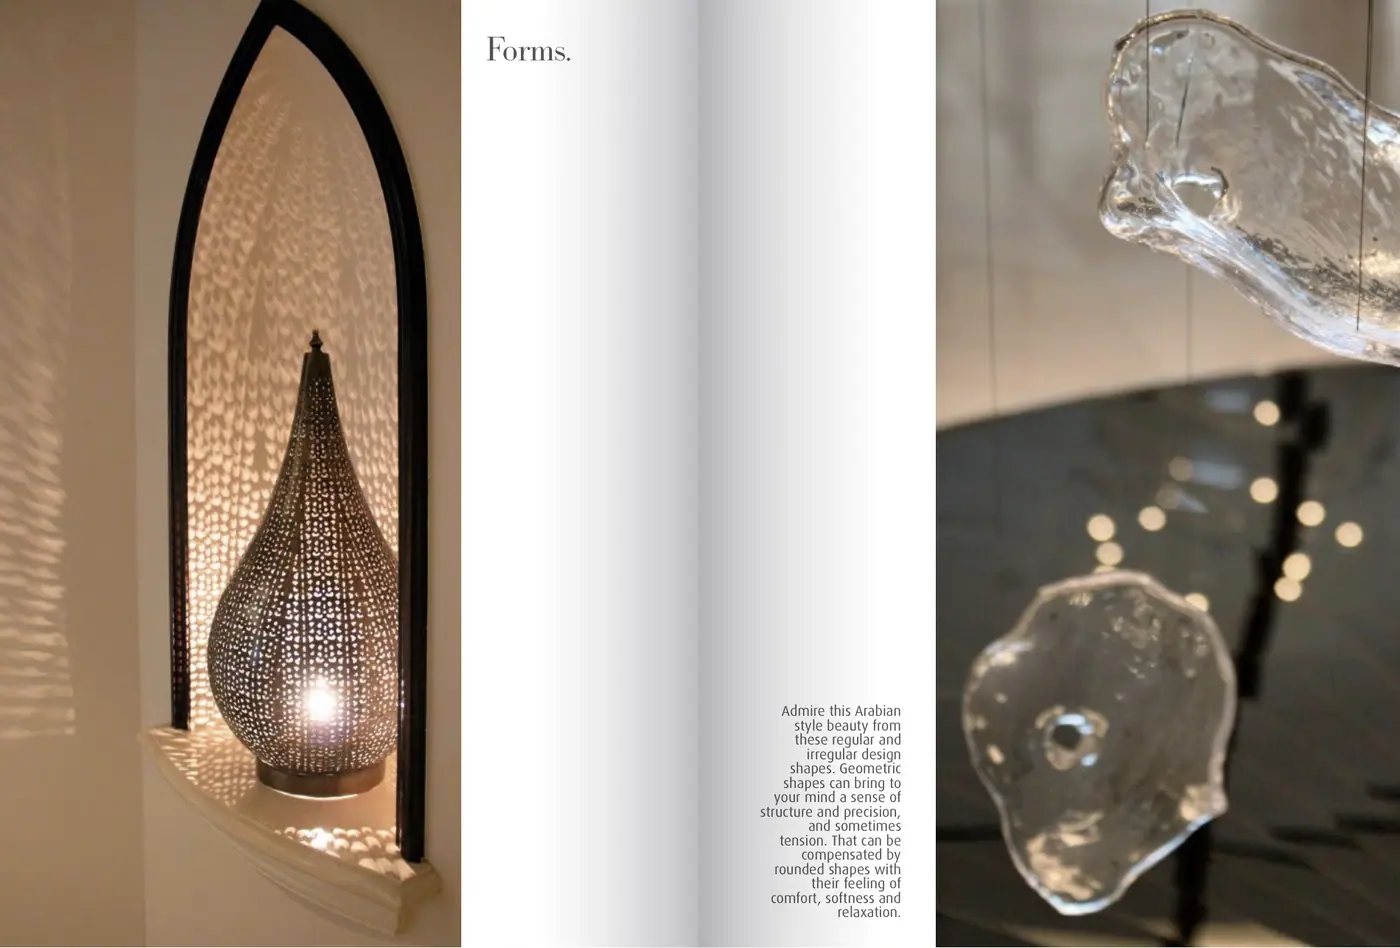 Forms.
Admire this Arabian
style beauty from
these regular and
irregular design
shapes. Geometric
shapes can bring to
your mind a sense of
structure and precision,
and sometimes
tension. That can be
compensated by
rounded shapes with
their feeling of
comfort, softness and
relaxation.